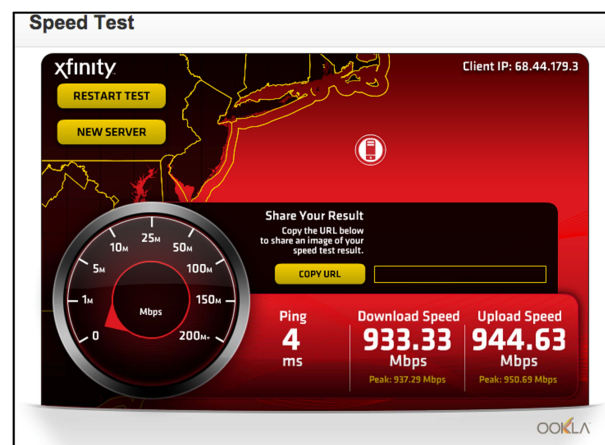 Speed Test
xfinity
Client IP: 68.44.179.3
RESTART TEST
NEW SERVER
Share Your Result
Copy the URL below
to share an image of your
speed test result.
COPY URL
0
1M
5M
10M
25M
50M
100M
150M
200M+
Mbps
Ping
4
ms
Download Speed
933.33
Mbps
Peak: 937.29 Mbps
Upload Speed
944.63
Mbps
Peak: 950.69 Mbps
OOKLA